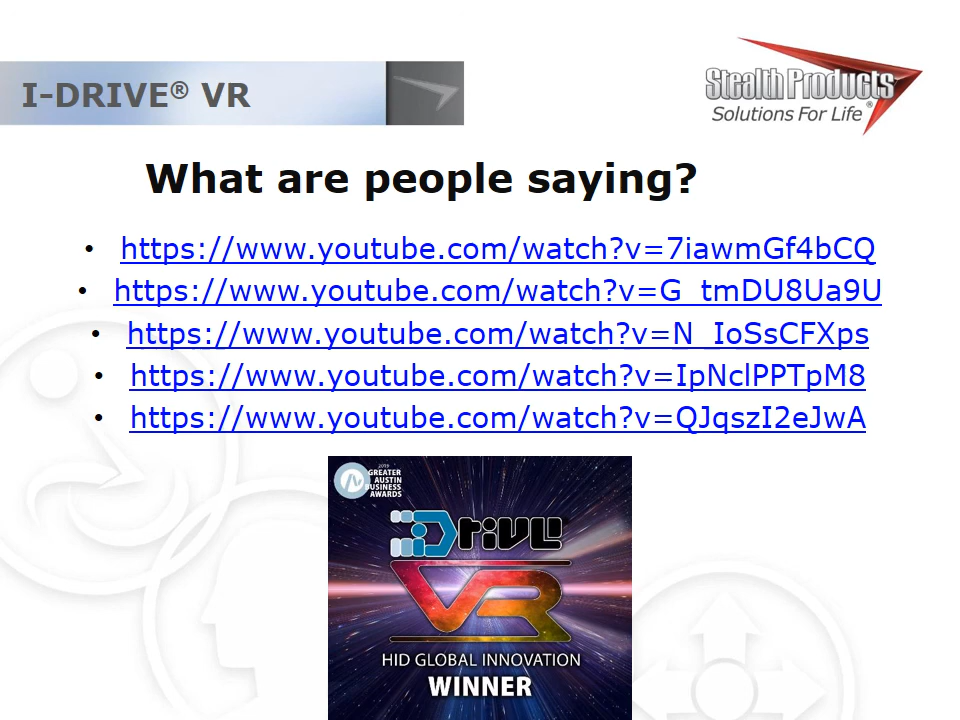 I-DRIVE® VR
Stealth Products®
Solutions For Life
What are people saying?
• https://www.youtube.com/watch?v=7iawmGf4bCQ
• https://www.youtube.com/watch?v=G_tmDU8Ua9U
• https://www.youtube.com/watch?v=N_IoSsCFXps
• https://www.youtube.com/watch?v=IpNclPPTpM8
• https://www.youtube.com/watch?v=QJqszI2eJwA
2019
GREATER
AUSTIN
BUSINESS
AWARDS
iDrive
VR
HID GLOBAL INNOVATION
WINNER